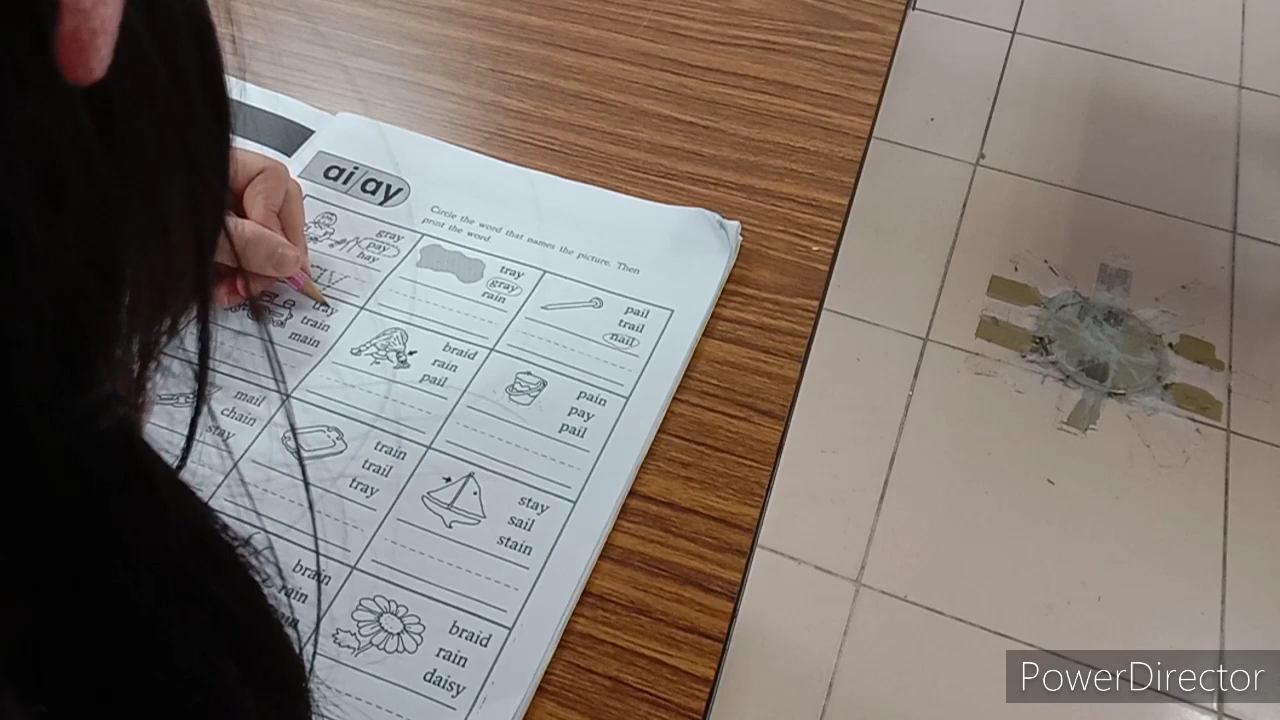 ai/ay
Circle the word that names the picture. Then
print the word.
gray
pay
hay
tray
gray
rain
pail
trail
nail
tray
train
main
braid
rain
pail
pain
pay
pail
mail
chain
stay
train
trail
tray
stay
sail
stain
brain
rain
braid
rain
daisy
PowerDirector